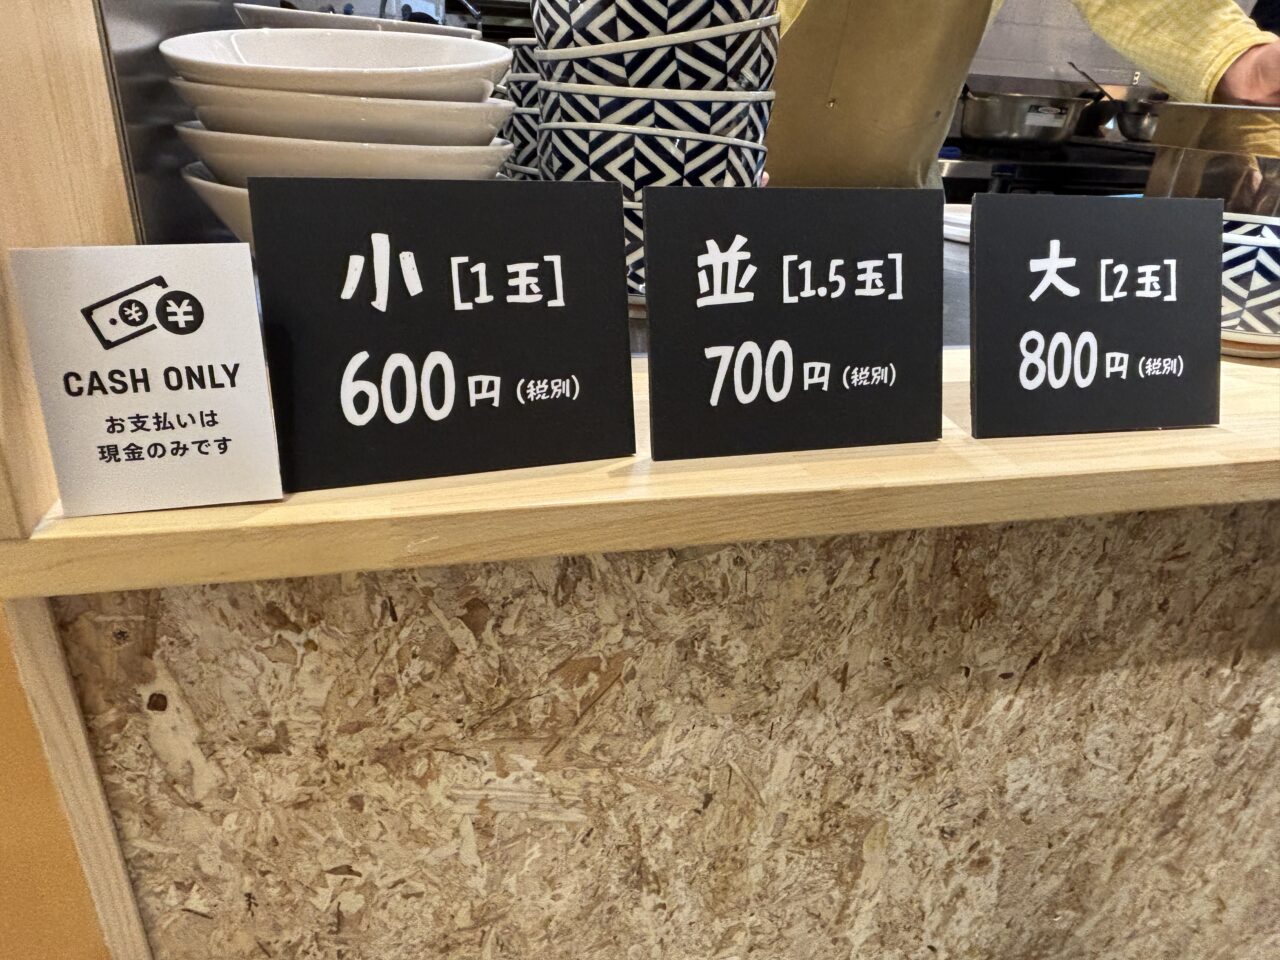 CASH ONLY
お支払いは
現金のみです
小 [1玉]
600円(税別)
並 [1.5玉]
700円(税別)
大 [2玉]
800円(税別)